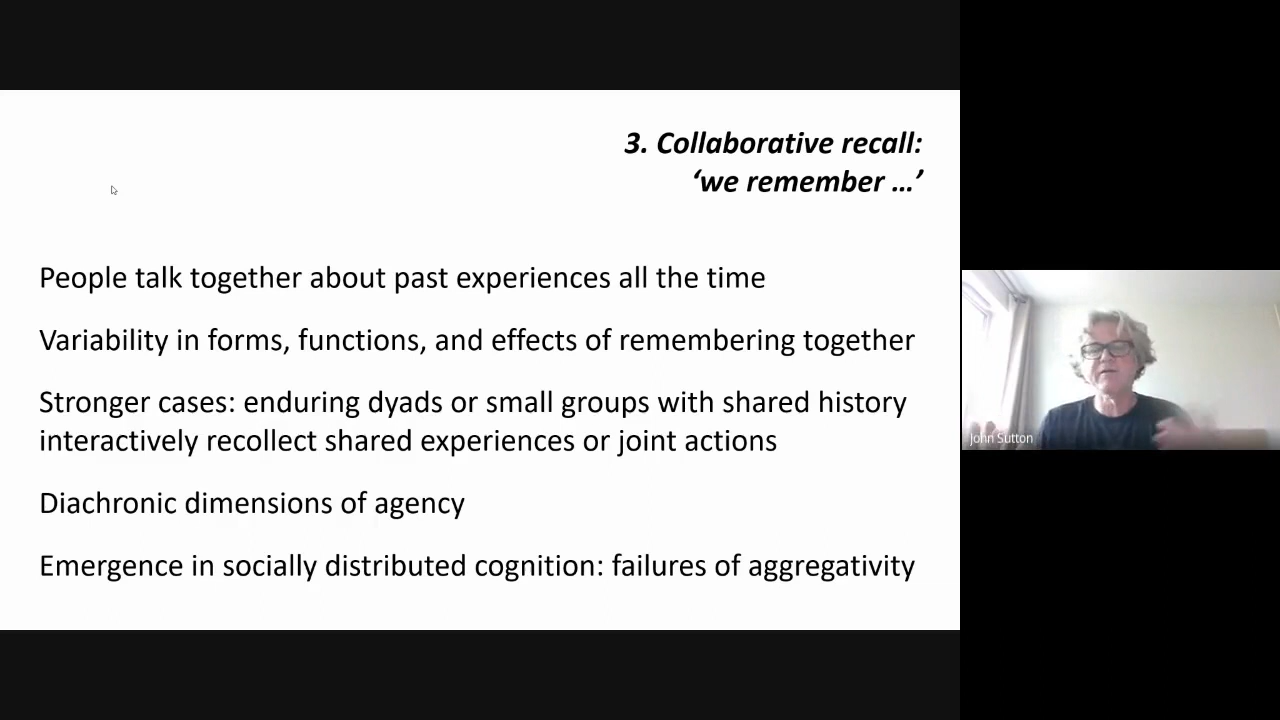 3. Collaborative recall:
‘we remember …’
People talk together about past experiences all the time
Variability in forms, functions, and effects of remembering together
Stronger cases: enduring dyads or small groups with shared history
interactively recollect shared experiences or joint actions
Diachronic dimensions of agency
Emergence in socially distributed cognition: failures of aggregativity
John Sutton